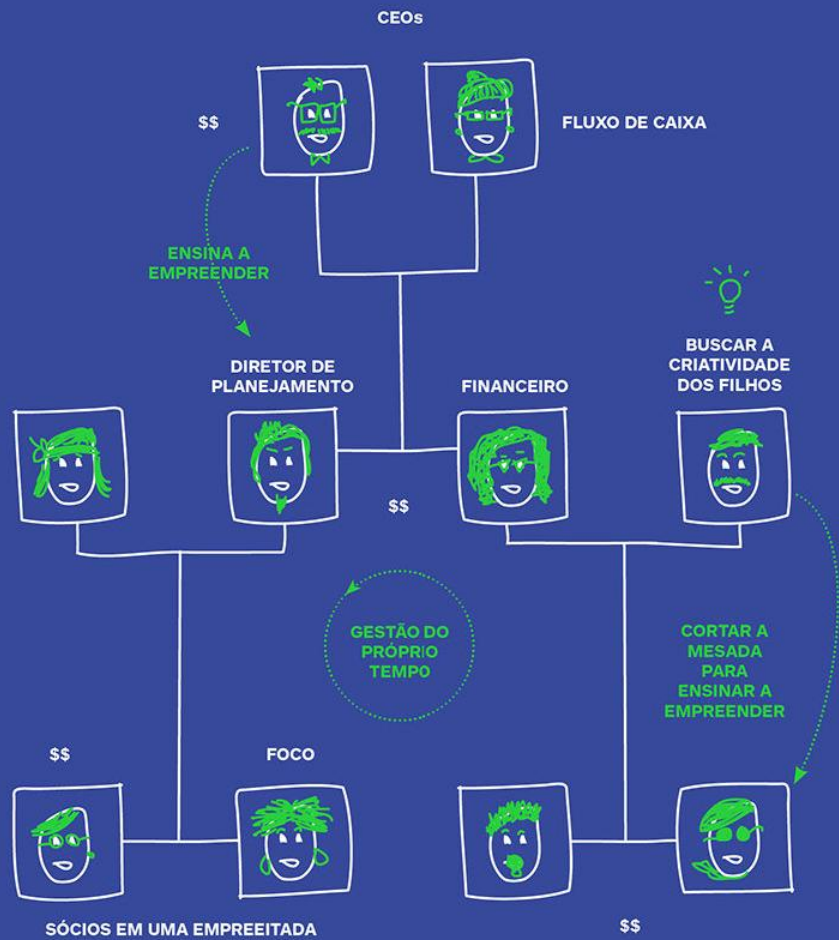 CEOs
$$
FLUXO DE CAIXA
ENSINA A
EMPREENDER
BUSCAR A
CRIATIVIDADE
DOS FILHOS
DIRETOR DE
PLANEJAMENTO
FINANCEIRO
$$
GESTÃO DO
PRÓPRIO
TEMPO
CORTAR A
MESADA
PARA
ENSINAR A
EMPREENDER
$$
FOCO
SÓCIOS EM UMA EMPREEITADA
$$